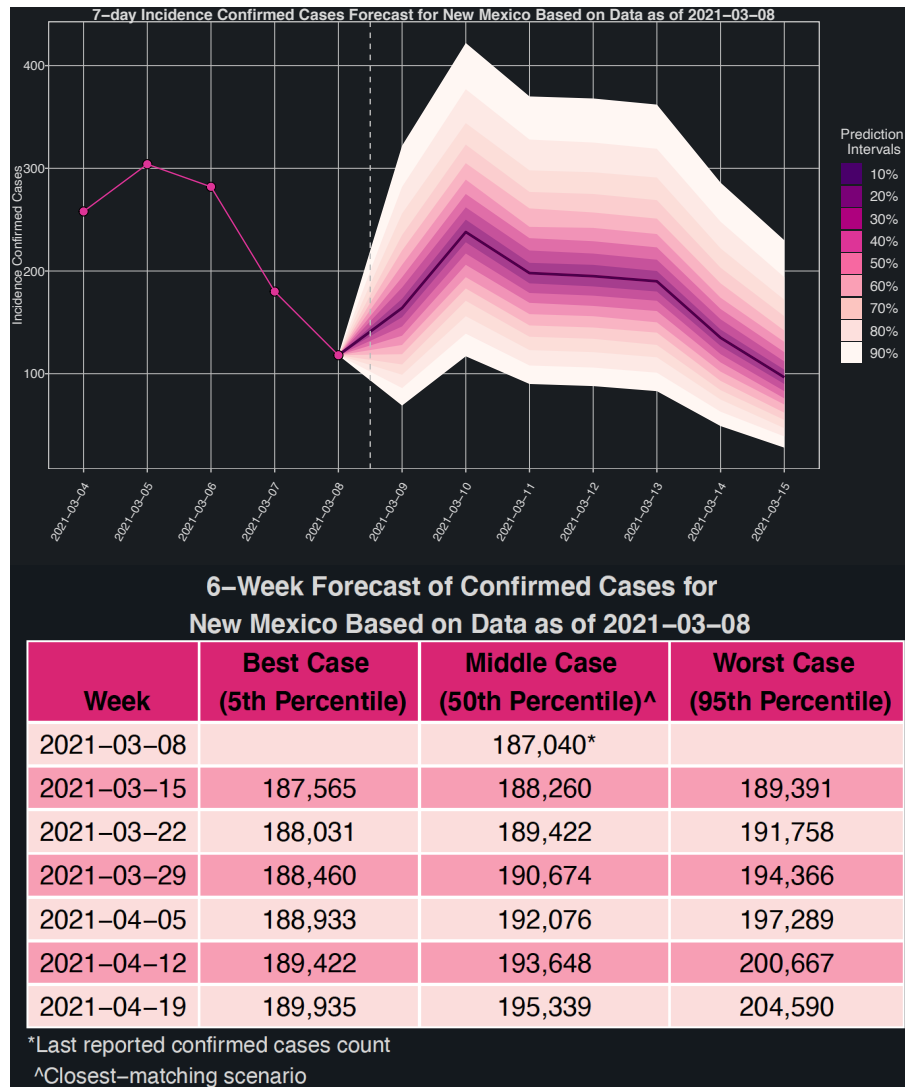 7−day Incidence Confirmed Cases Forecast for New Mexico Based on Data as of 2021−03−08
Incidence Confirmed Cases
400
300
200
100
2021−03−04
2021−03−05
2021−03−06
2021−03−07
2021−03−08
2021−03−09
2021−03−10
2021−03−11
2021−03−12
2021−03−13
2021−03−14
2021−03−15
Prediction
Intervals
10%
20%
30%
40%
50%
60%
70%
80%
90%
6−Week Forecast of Confirmed Cases for
New Mexico Based on Data as of 2021−03−08
Best Case Middle Case Worst Case
Week (5th Percentile) (50th Percentile)^ (95th Percentile)
2021−03−08 187,040*
2021−03−15 187,565 188,260 189,391
2021−03−22 188,031 189,422 191,758
2021−03−29 188,460 190,674 194,366
2021−04−05 188,933 192,076 197,289
2021−04−12 189,422 193,648 200,667
2021−04−19 189,935 195,339 204,590
*Last reported confirmed cases count
^Closest−matching scenario